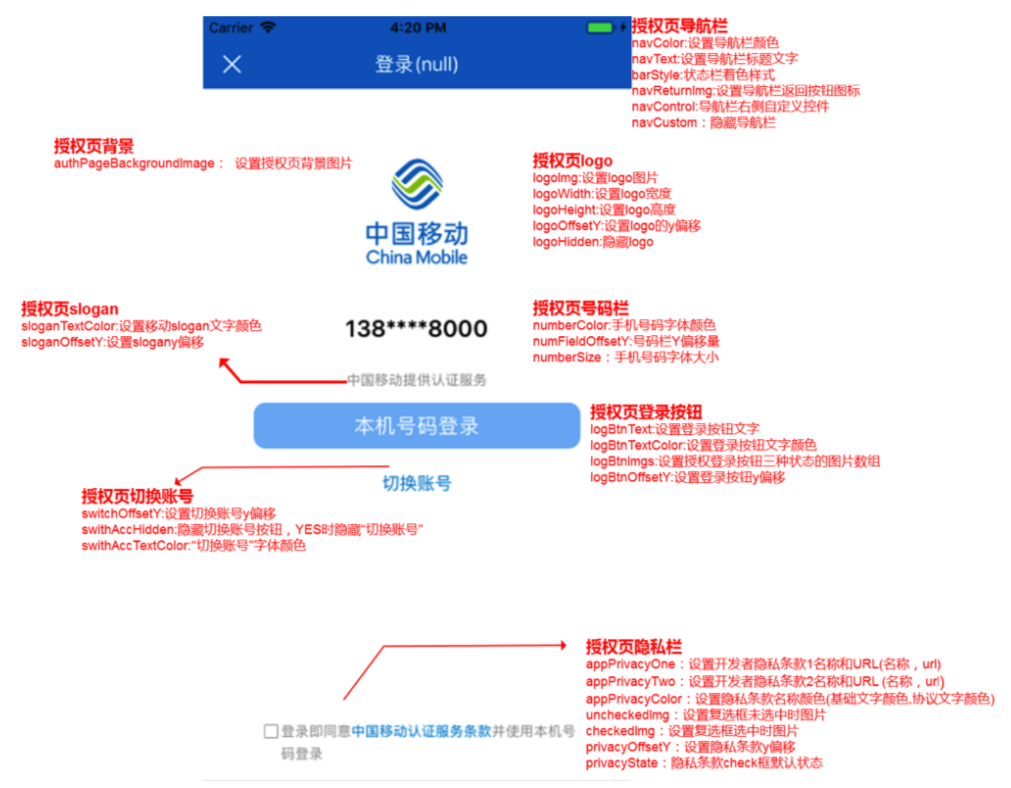 Carrier 4:20 PM
登录(null)
授权页导航栏
navColor:设置导航栏颜色
navText:设置导航栏标题文字
barStyle:状态栏着色样式
navReturnImg:设置导航栏返回按钮图标
navControl:导航栏右侧自定义控件
navCustom：隐藏导航栏
授权页背景
authPageBackgroundImage： 设置授权页背景图片
中国移动
China Mobile
授权页logo
logoImg:设置logo图片
logoWidth:设置logo宽度
logoHeight:设置logo高度
logoOffsetY:设置logo的y偏移
logoHidden:隐藏logo
授权页slogan
sloganTextColor:设置移动slogan文字颜色
sloganOffsetY:设置slogany偏移
138****8000
授权页号码栏
numberColor:手机号码字体颜色
numFieldOffsetY:号码栏Y偏移量
numberSize：手机号码字体大小
中国移动提供认证服务
本机号码登录
授权页登录按钮
logBtnText:设置登录按钮文字
logBtnTextColor:设置登录按钮文字颜色
logBtnImgs:设置授权登录按钮三种状态的图片数组
logBtnOffsetY:设置登录按钮y偏移
切换账号
授权页切换账号
switchOffsetY:设置切换账号y偏移
swithAccHidden:隐藏切换账号按钮，YES时隐藏“切换账号”
swithAccTextColor:“切换账号”字体颜色
授权页隐私栏
appPrivacyOne：设置开发者隐私条款1名称和URL(名称，url)
appPrivacyTwo：设置开发者隐私条款2名称和URL (名称，url)
appPrivacyColor：设置隐私条款名称颜色(基础文字颜色,协议文字颜色)
uncheckedImg：设置复选框未选中时图片
checkedImg：设置复选框选中时图片
privacyOffsetY：设置隐私条款y偏移
privacyState：隐私条款check框默认状态
登录即同意中国移动认证服务条款并使用本机号
码登录